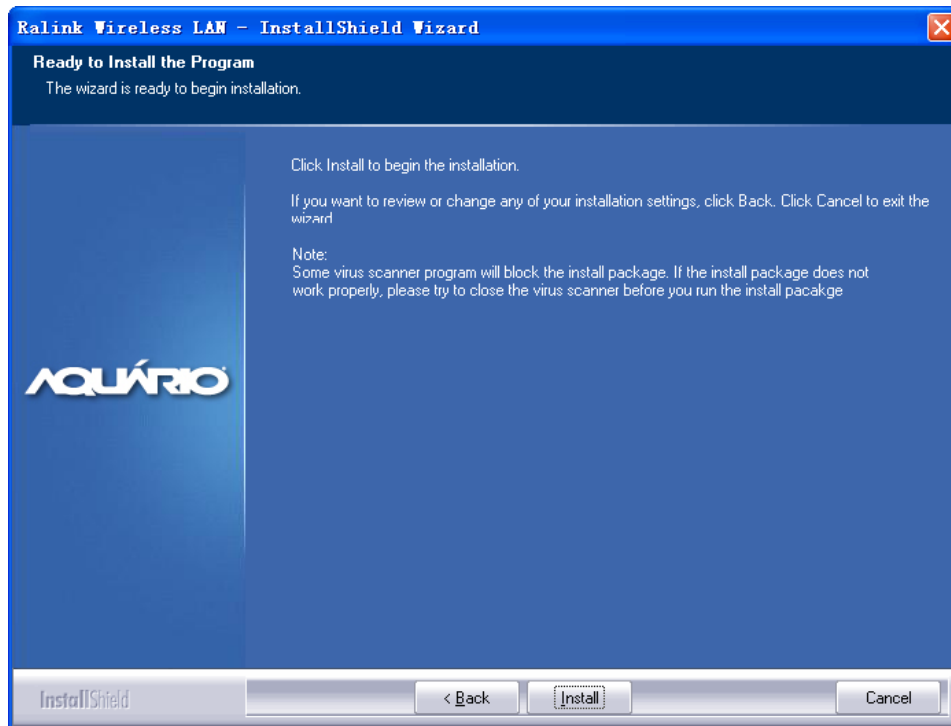 Ralink Wireless LAN - InstallShield Wizard
Ready to Install the Program
The wizard is ready to begin installation.
Click Install to begin the installation.
If you want to review or change any of your installation settings, click Back. Click Cancel to exit the
wizard
Note:
Some virus scanner program will block the install package. If the install package does not
work properly, please try to close the virus scanner before you run the install pacakge
AQUÁRIO
InstallShield
< Back
Install
Cancel